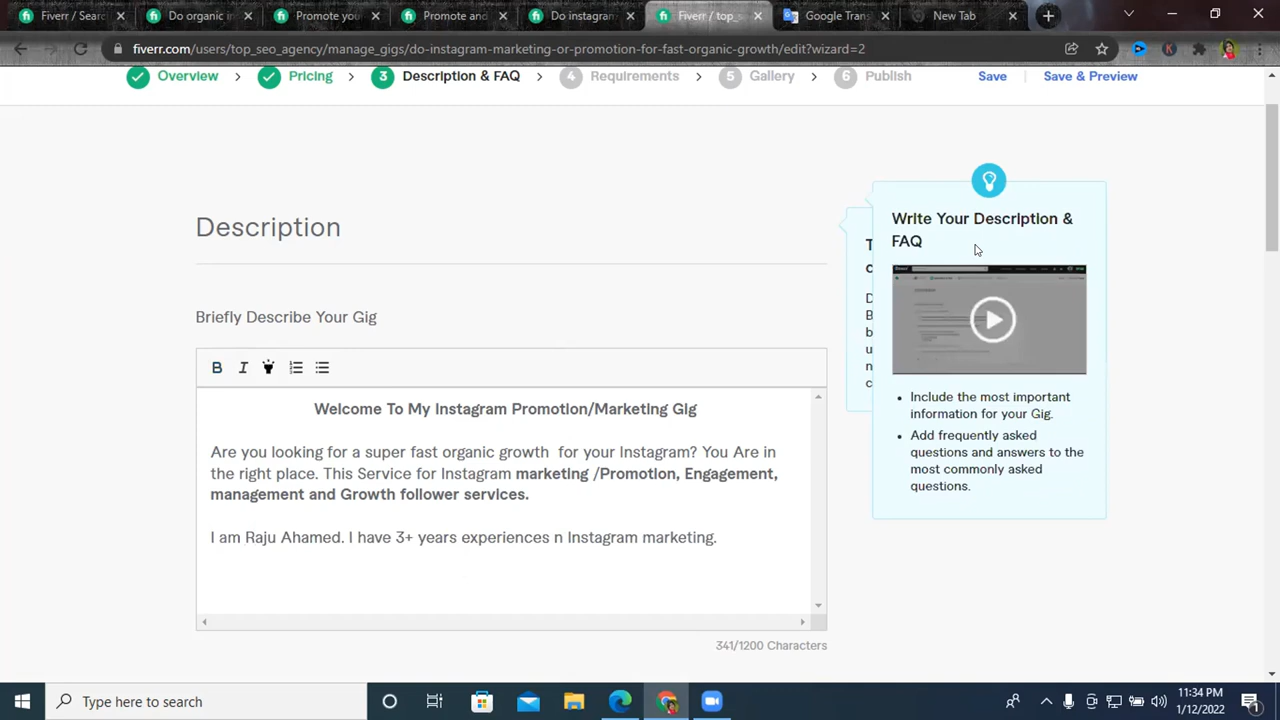 Fiverr / Sear
Do organic i
Promote you
Promote and
Do instagram
Fiverr / top_s
Google Trans
New Tab
fiverr.com/users/top_seo_agency/manage_gigs/do-instagram-marketing-or-promotion-for-fast-organic-growth/edit?wizard=2
K
Overview
Pricing
3 Description & FAQ
4 Requirements
5 Gallery
6 Publish
Save
Save & Preview
Description
Briefly Describe Your Gig
B I
Welcome To My Instagram Promotion/Marketing Gig
Are you looking for a super fast organic growth for your Instagram? You Are in
the right place. This Service for Instagram marketing /Promotion, Engagement,
management and Growth follower services.
I am Raju Ahamed. I have 3+ years experiences n Instagram marketing.
341/1200 Characters
Write Your Description &
FAQ
Include the most important
information for your Gig.
Add frequently asked
questions and answers to the
most commonly asked
questions.
Type here to search
11:34 PM
1/12/2022
1